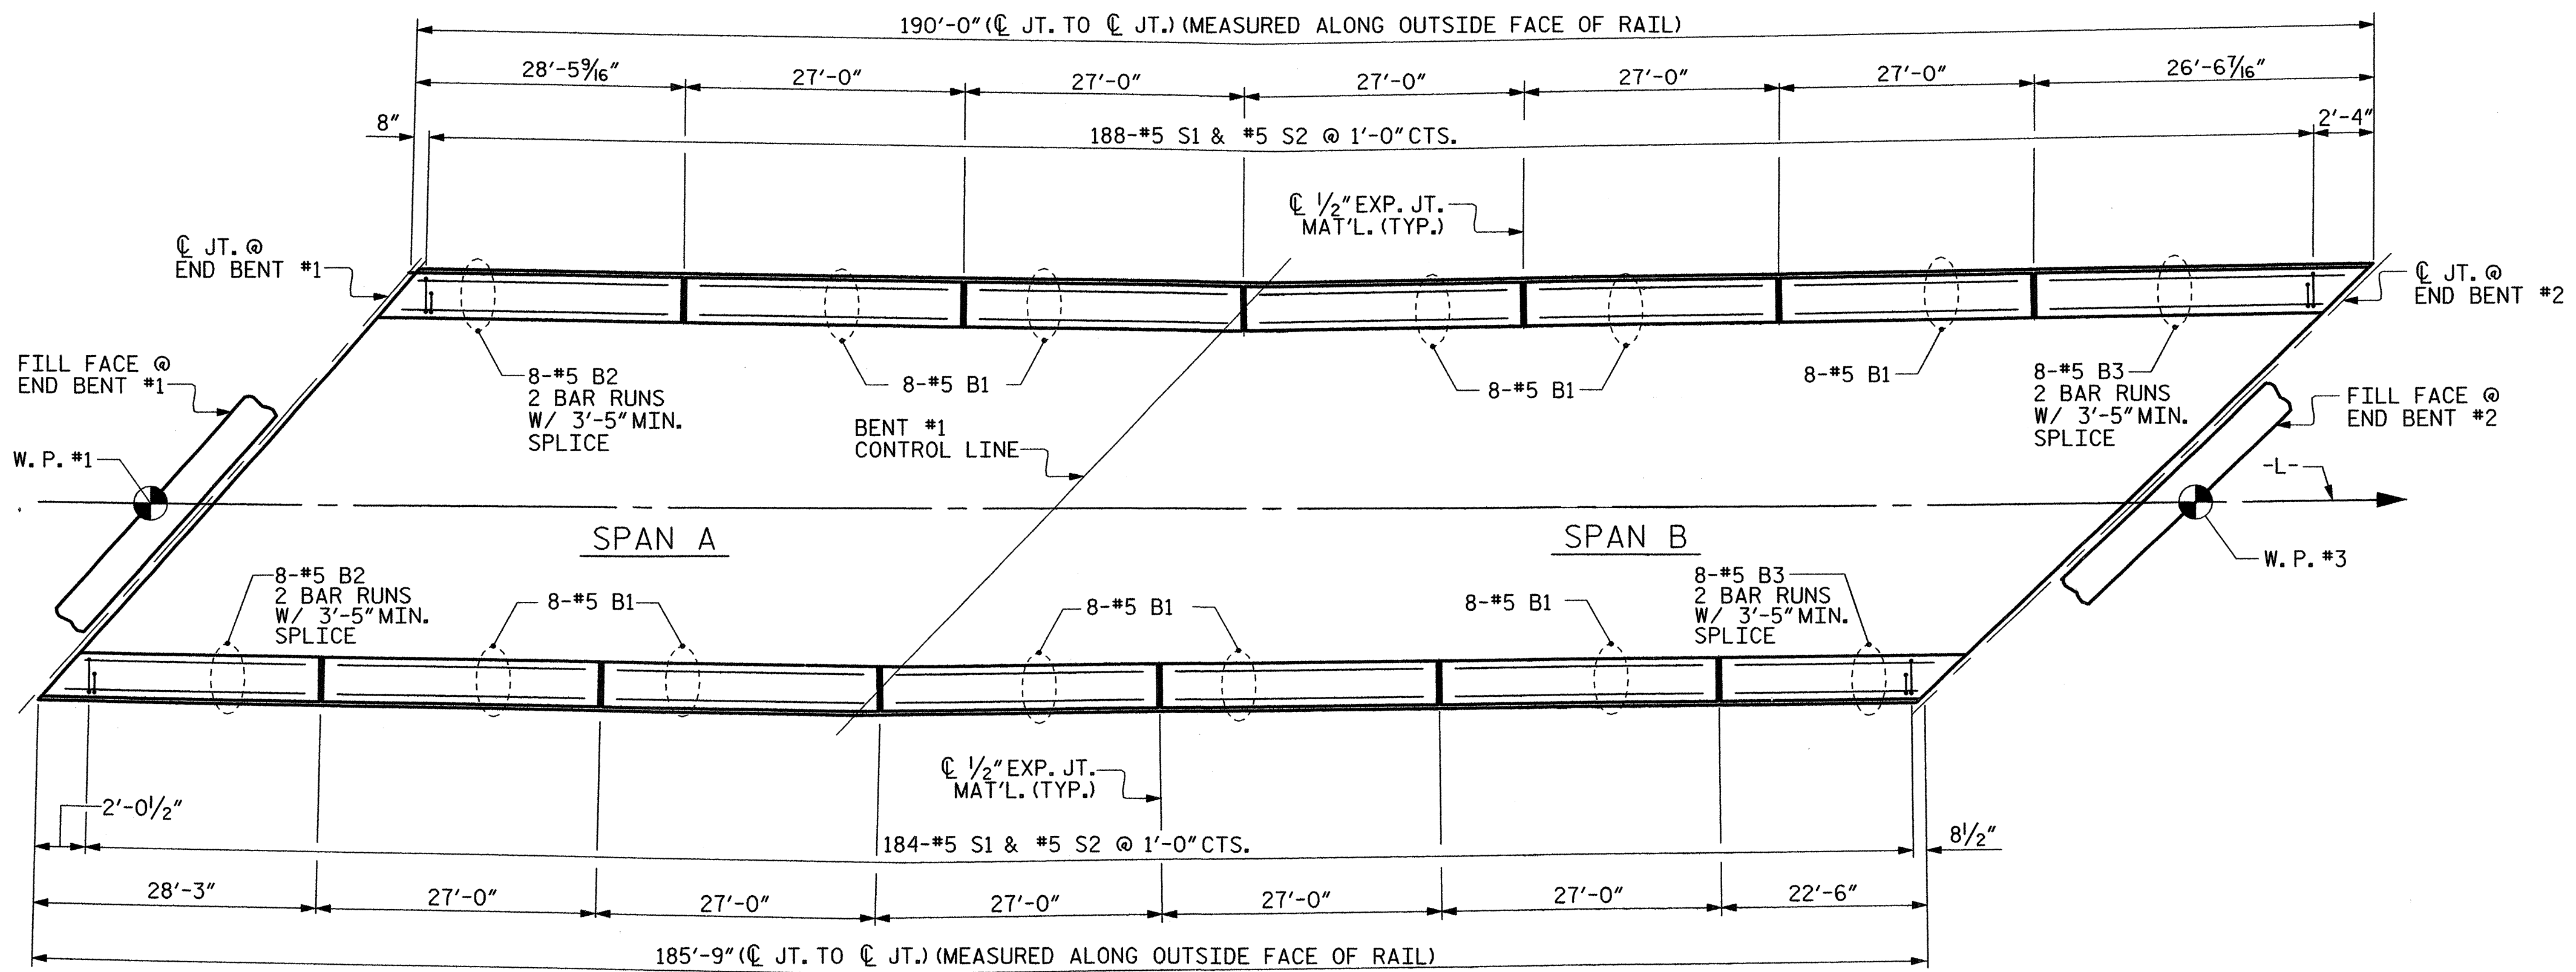 190'-0" (℄ JT. TO ℄ JT.) (MEASURED ALONG OUTSIDE FACE OF RAIL)
28'-5 9/16"
27'-0"
27'-0"
27'-0"
27'-0"
27'-0"
26'-6 7/16"
8"
188-#5 S1 & #5 S2 @ 1'-0" CTS.
2'-4"
℄ 1/2" EXP. JT.
MAT'L. (TYP.)
℄ JT. @
END BENT #1
℄ JT. @
END BENT #2
FILL FACE @
END BENT #1
8-#5 B2
2 BAR RUNS
W/ 3'-5" MIN.
SPLICE
8-#5 B1
8-#5 B1
8-#5 B1
8-#5 B3
2 BAR RUNS
W/ 3'-5" MIN.
SPLICE
FILL FACE @
END BENT #2
BENT #1
CONTROL LINE
W.P. #1
-L-
SPAN A
SPAN B
W.P. #3
8-#5 B2
2 BAR RUNS
W/ 3'-5" MIN.
SPLICE
8-#5 B1
8-#5 B1
8-#5 B1
8-#5 B3
2 BAR RUNS
W/ 3'-5" MIN.
SPLICE
℄ 1/2" EXP. JT.
MAT'L. (TYP.)
2'-0 1/2"
184-#5 S1 & #5 S2 @ 1'-0" CTS.
8 1/2"
28'-3"
27'-0"
27'-0"
27'-0"
27'-0"
27'-0"
22'-6"
185'-9" (℄ JT. TO ℄ JT.) (MEASURED ALONG OUTSIDE FACE OF RAIL)